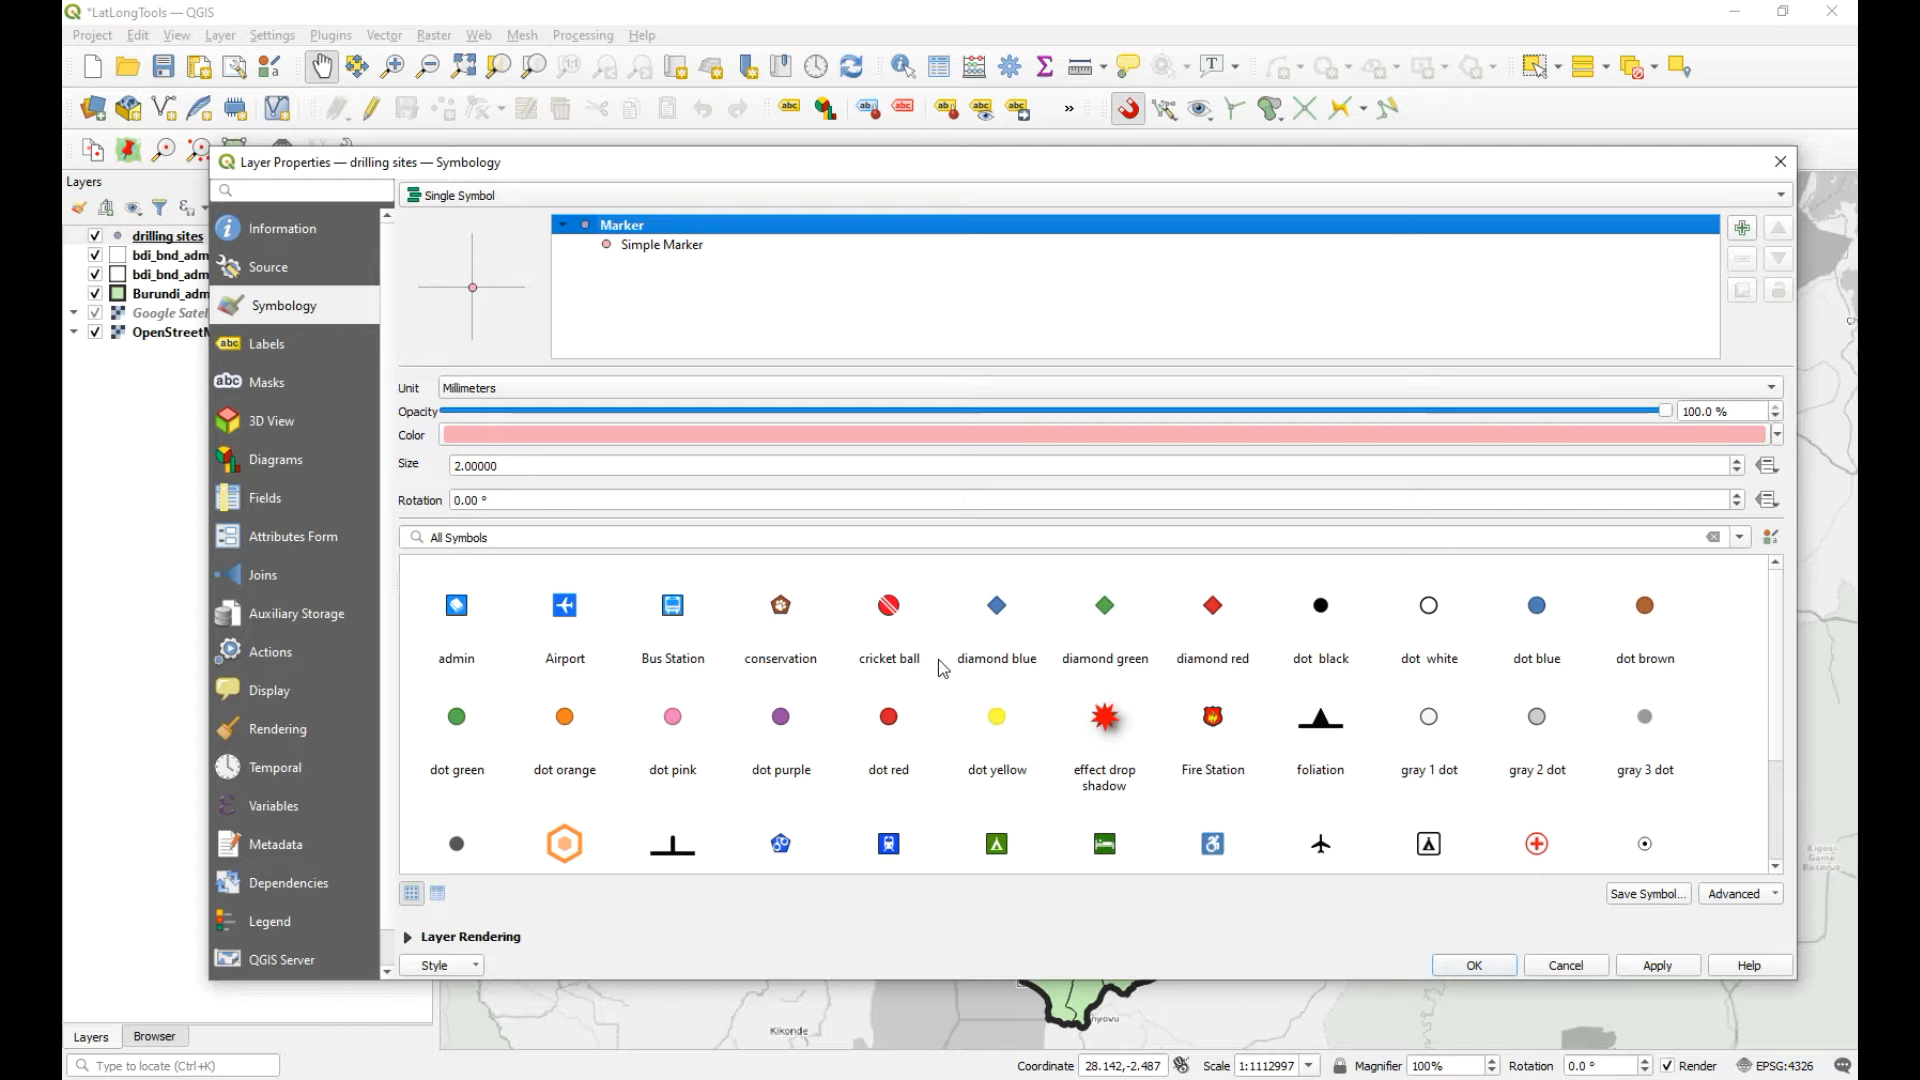 *LatLongTools — QGIS
Project Edit View Layer Settings Plugins Vector Raster Web Mesh Processing Help
Layer Properties — drilling sites — Symbology
Layers
Single Symbol
Information
Marker
Simple Marker
drilling sites
bdi_bnd_adm
Source
bdi_bnd_adm
Burundi_adm
Symbology
Google Satel
OpenStreetM
Labels
Masks
Unit Millimeters
Opacity 100.0 %
3D View
Color
Diagrams
Size 2.00000
Fields
Rotation 0.00 °
Attributes Form
All Symbols
Joins
Auxiliary Storage
Actions
admin Airport Bus Station conservation cricket ball diamond blue diamond green diamond red dot black dot white dot blue dot brown
Display
Rendering
Temporal
dot green dot orange dot pink dot purple dot red dot yellow effect drop shadow Fire Station foliation gray 1 dot gray 2 dot gray 3 dot
Variables
Metadata
Kigosi
Game
Reserve
Dependencies
Save Symbol... Advanced
Legend
Layer Rendering
QGIS Server
Style OK Cancel Apply Help
Kikonde
nyowu
Layers Browser
Type to locate (Ctrl+K) Coordinate 28.142,-2.487 Scale 1:1112997 Magnifier 100% Rotation 0.0 ° Render EPSG:4326